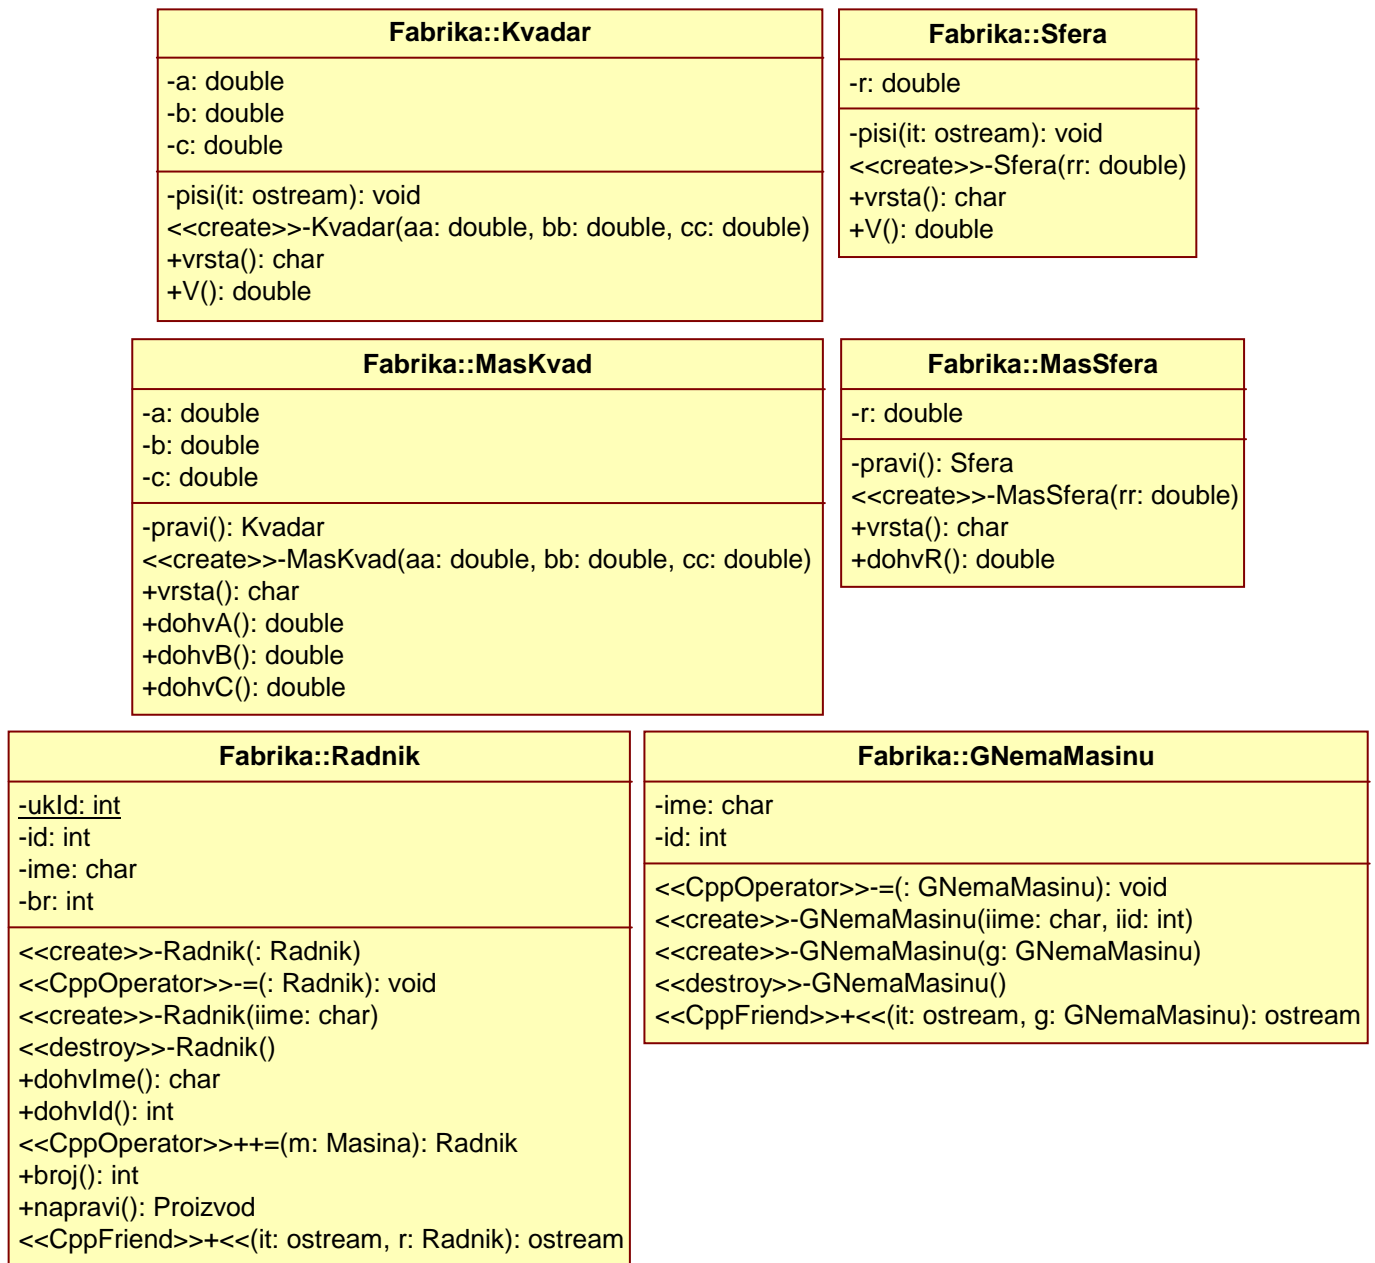 Fabrika::Kvadar
-a: double
-b: double
-c: double
-pisi(it: ostream): void
<<create>>-Kvadar(aa: double, bb: double, cc: double)
+vrsta(): char
+V(): double
Fabrika::Sfera
-r: double
-pisi(it: ostream): void
<<create>>-Sfera(rr: double)
+vrsta(): char
+V(): double
Fabrika::MasKvad
-a: double
-b: double
-c: double
-pravi(): Kvadar
<<create>>-MasKvad(aa: double, bb: double, cc: double)
+vrsta(): char
+dohvA(): double
+dohvB(): double
+dohvC(): double
Fabrika::MasSfera
-r: double
-pravi(): Sfera
<<create>>-MasSfera(rr: double)
+vrsta(): char
+dohvR(): double
Fabrika::Radnik
-ukId: int
-id: int
-ime: char
-br: int
<<create>>-Radnik(: Radnik)
<<CppOperator>>-=(: Radnik): void
<<create>>-Radnik(iime: char)
<<destroy>>-Radnik()
+dohvIme(): char
+dohvId(): int
<<CppOperator>>++=(m: Masina): Radnik
+broj(): int
+napravi(): Proizvod
<<CppFriend>>+<<(it: ostream, r: Radnik): ostream
Fabrika::GNemaMasinu
-ime: char
-id: int
<<CppOperator>>-=(: GNemaMasinu): void
<<create>>-GNemaMasinu(iime: char, iid: int)
<<create>>-GNemaMasinu(g: GNemaMasinu)
<<destroy>>-GNemaMasinu()
<<CppFriend>>+<<(it: ostream, g: GNemaMasinu): ostream